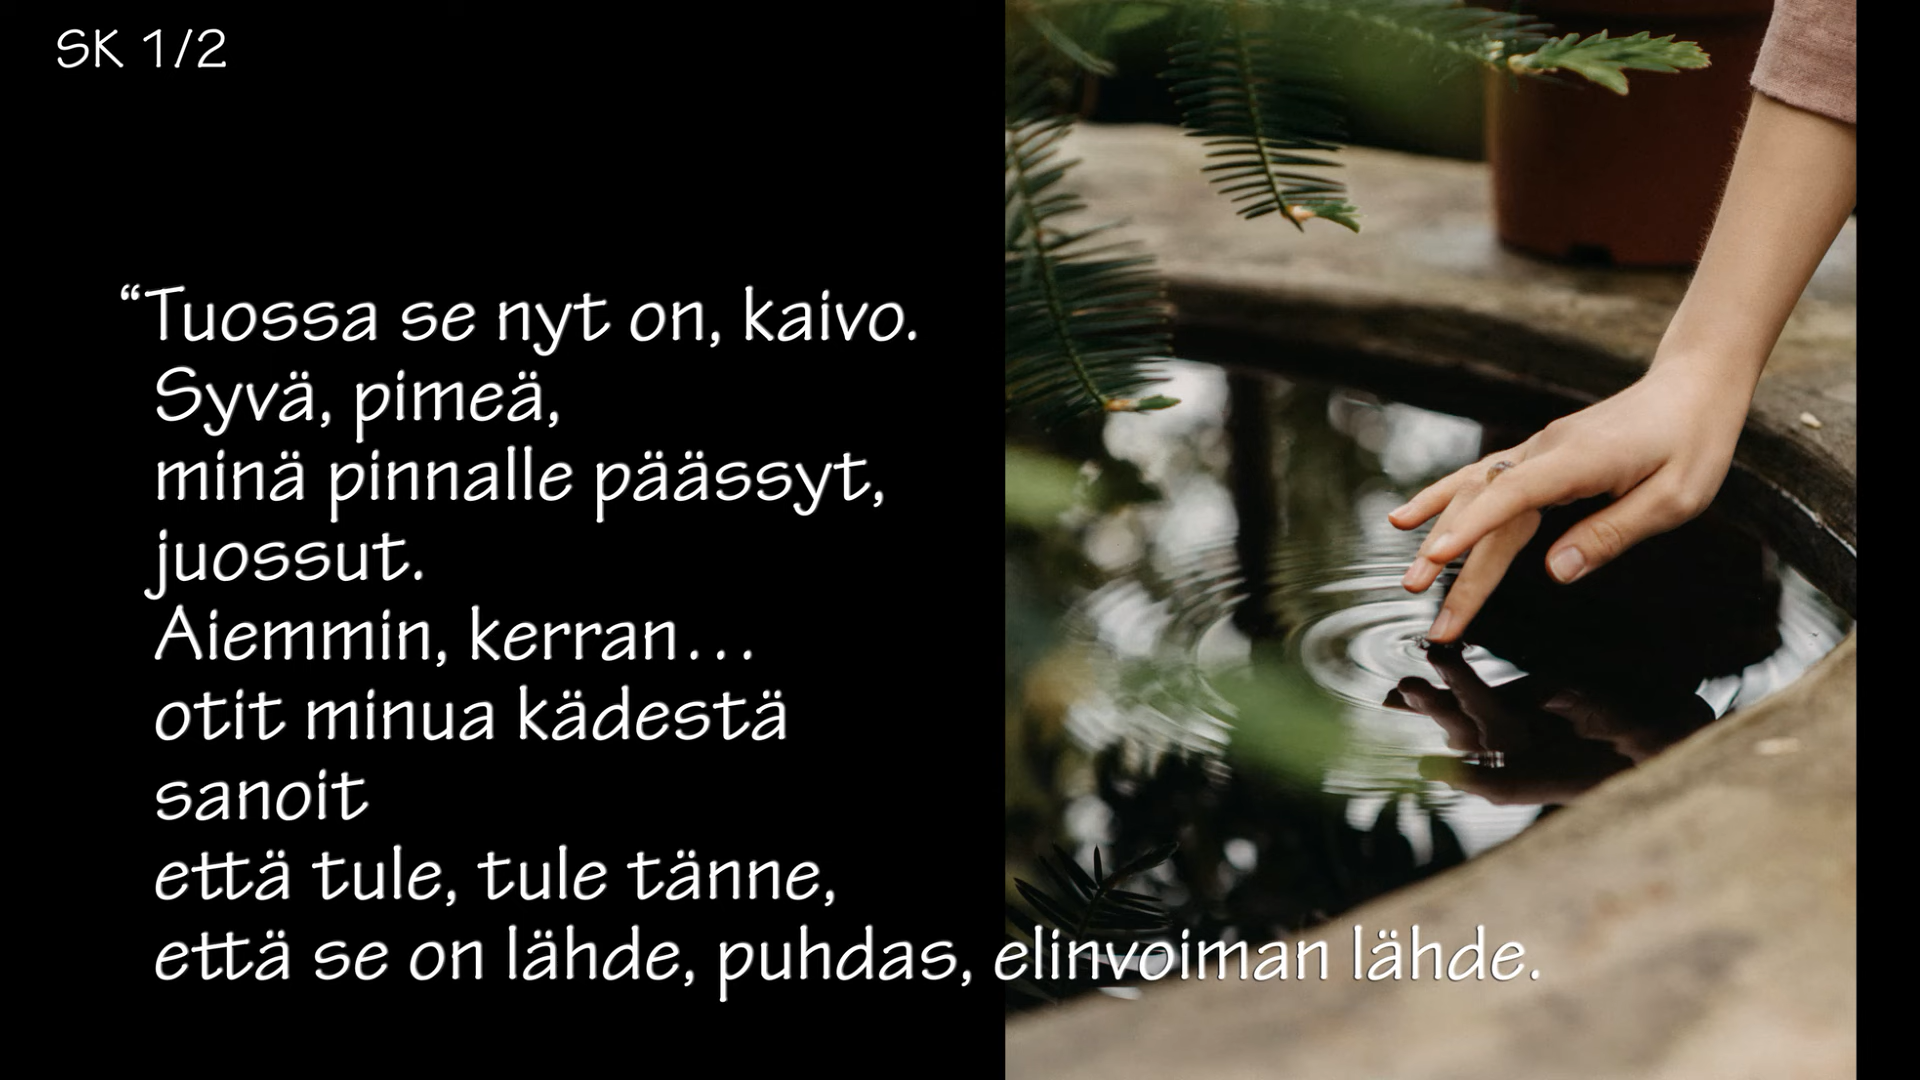 SK 1/2
“Tuossa se nyt on, kaivo.
Syvä, pimeä,
minä pinnalle päässyt,
juossut.
Aiemmin, kerran…
otit minua kädestä
sanoit
että tule, tule tänne,
että se on lähde, puhdas, elinvoiman lähde.